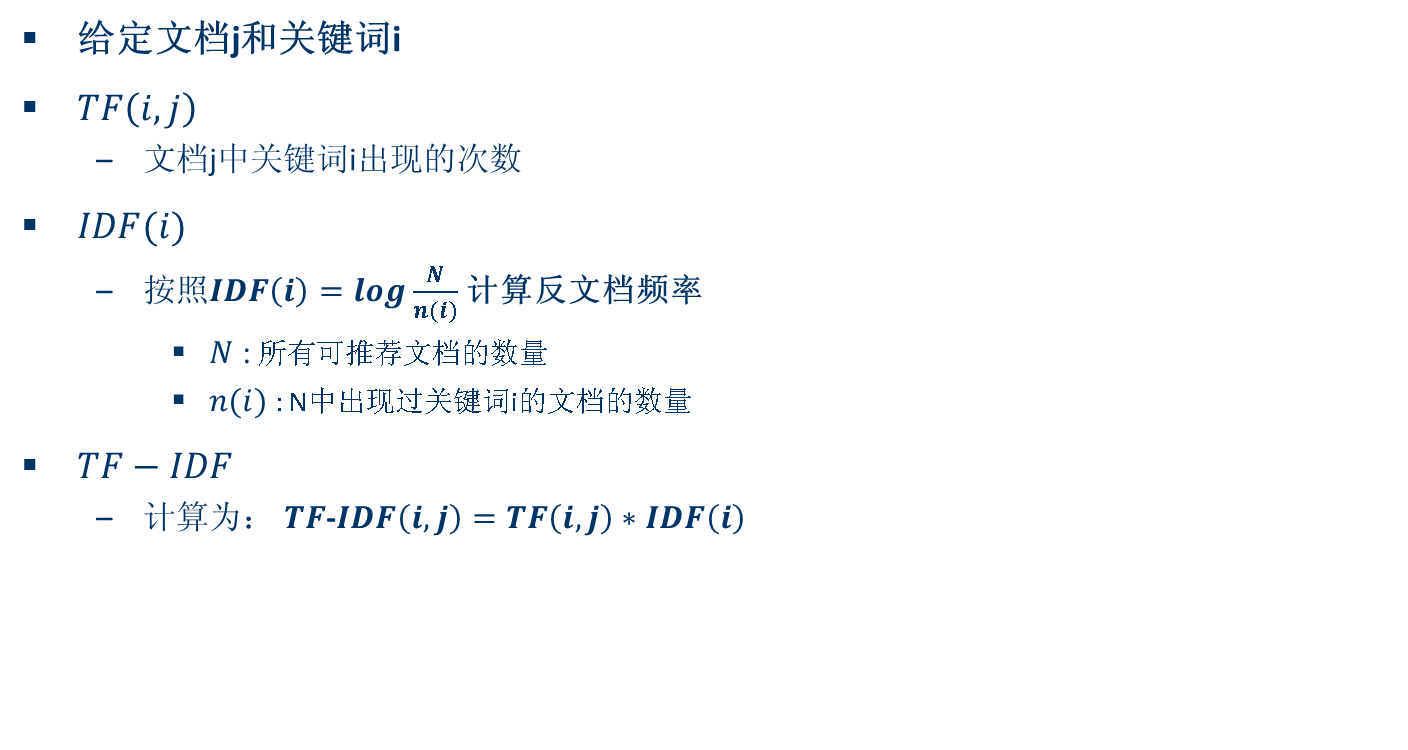 ▪ 给定文档j和关键词i
▪ TF(i, j)
– 文档j中关键词i出现的次数
▪ IDF(i)
– 按照IDF(i) = log N/n(i) 计算反文档频率
▪ N : 所有可推荐文档的数量
▪ n(i) : N中出现过关键词i的文档的数量
▪ TF − IDF
– 计算为： TF-IDF(i, j) = TF(i, j) ∗ IDF(i)